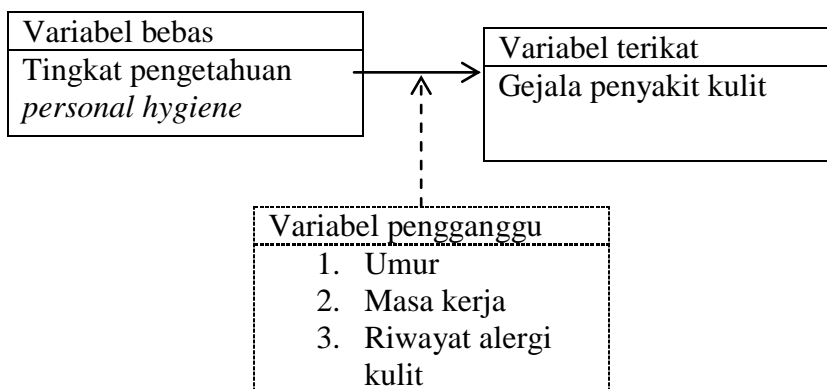 Variabel bebas
Tingkat pengetahuan
personal hygiene
Variabel terikat
Gejala penyakit kulit
Variabel pengganggu
1. Umur
2. Masa kerja
3. Riwayat alergi
kulit